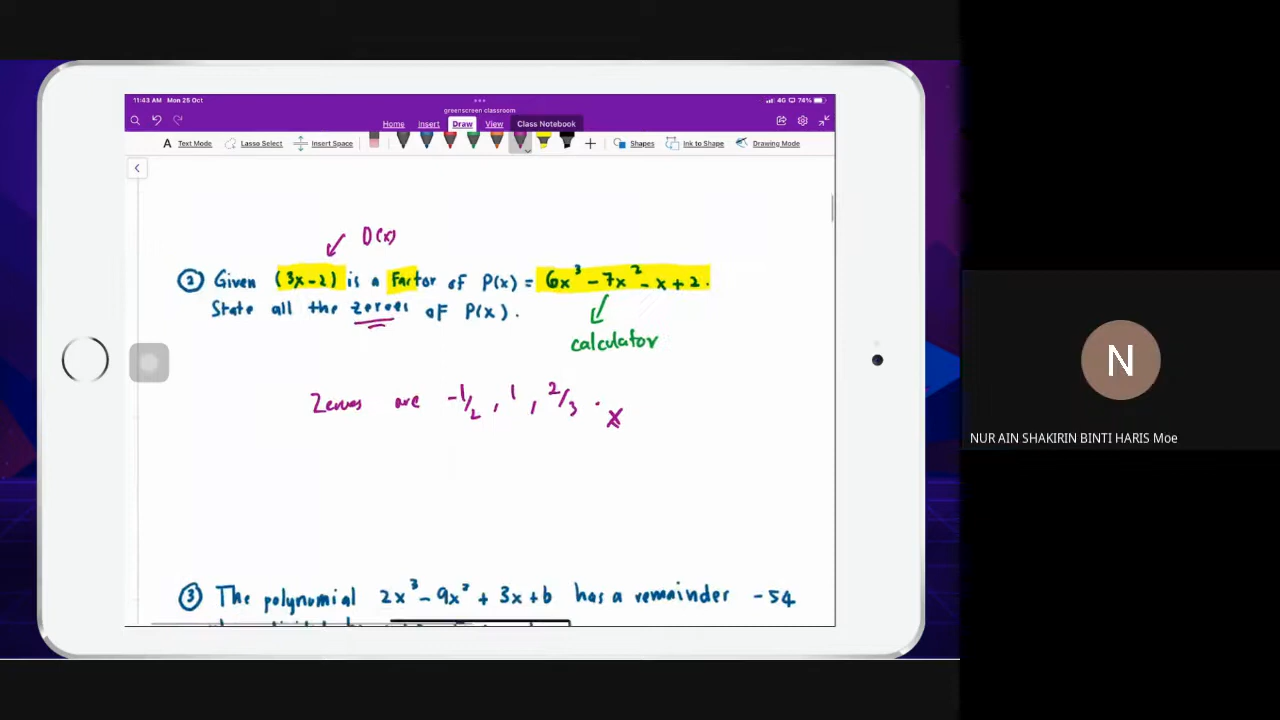 11:43 AM Mon 25 Oct
4G 74%
greenscreen classroom
Home Insert Draw View Class Notebook
A Text Mode Lasso Select Insert Space Shapes Ink to Shape Drawing Mode
D(x)
② Given (3x-2) is a Factor of P(x) = 6x³ - 7x² - x + 2.
State all the zeroes of P(x).
calculator
Zeroes are -1/2, 1, 2/3.
③ The polynomial 2x³ - 9x² + 3x + b has a remainder -54
N
NUR AIN SHAKIRIN BINTI HARIS Moe